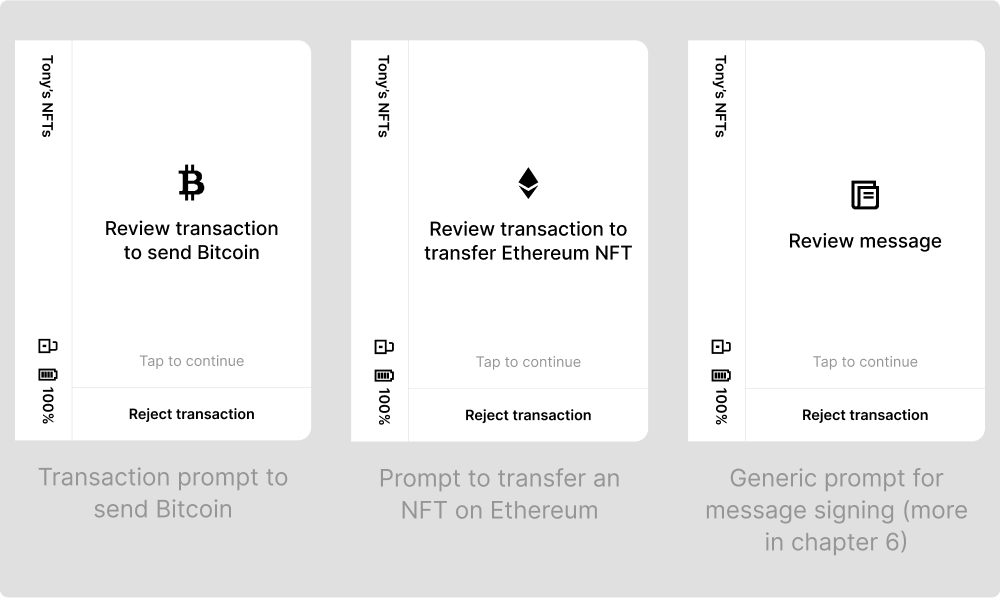 Tony's NFTs
Review transaction
to send Bitcoin
Tap to continue
100%
Reject transaction
Transaction prompt to
send Bitcoin
Tony's NFTs
Review transaction to
transfer Ethereum NFT
Tap to continue
100%
Reject transaction
Prompt to transfer an
NFT on Ethereum
Tony's NFTs
Review message
Tap to continue
100%
Reject transaction
Generic prompt for
message signing (more
in chapter 6)